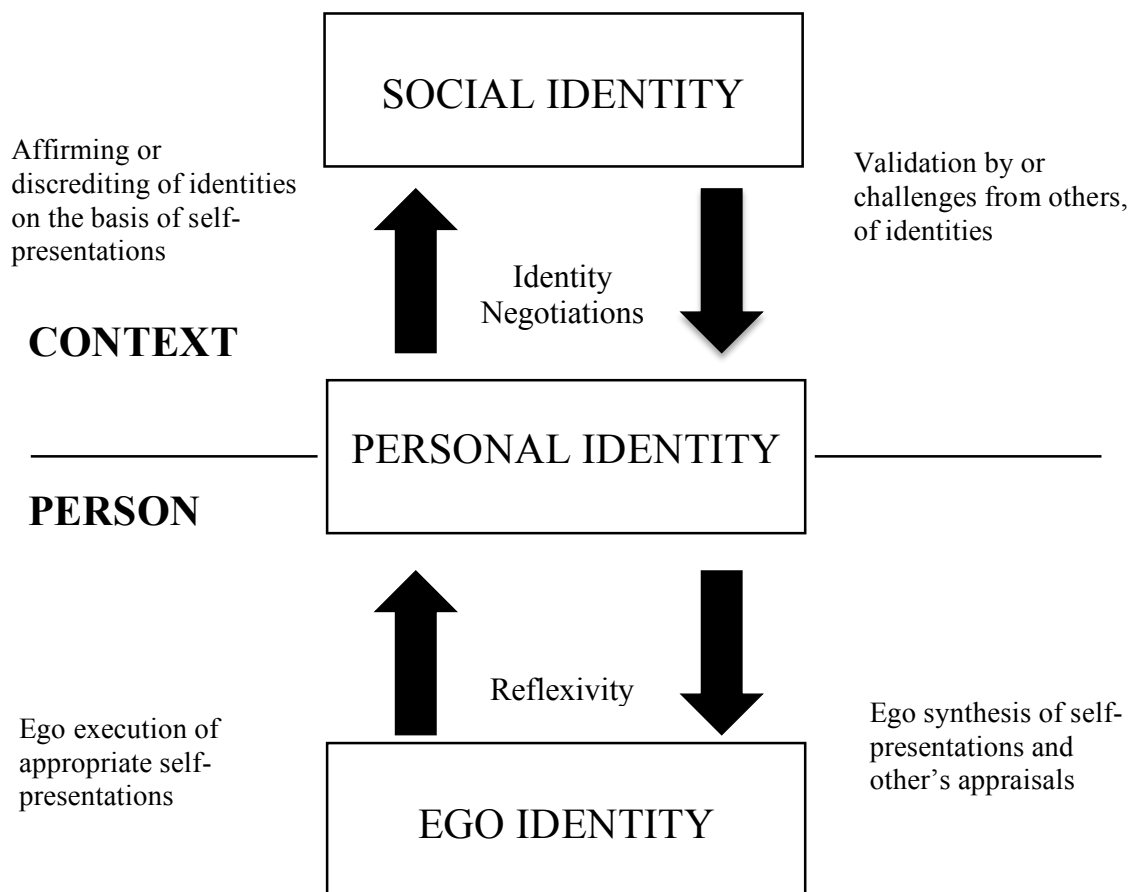 SOCIAL IDENTITY
Affirming or
discrediting of identities
on the basis of self-
presentations
Validation by or
challenges from others,
of identities
Identity
Negotiations
CONTEXT
PERSONAL IDENTITY
PERSON
Reflexivity
Ego execution of
appropriate self-
presentations
Ego synthesis of self-
presentations and
other’s appraisals
EGO IDENTITY